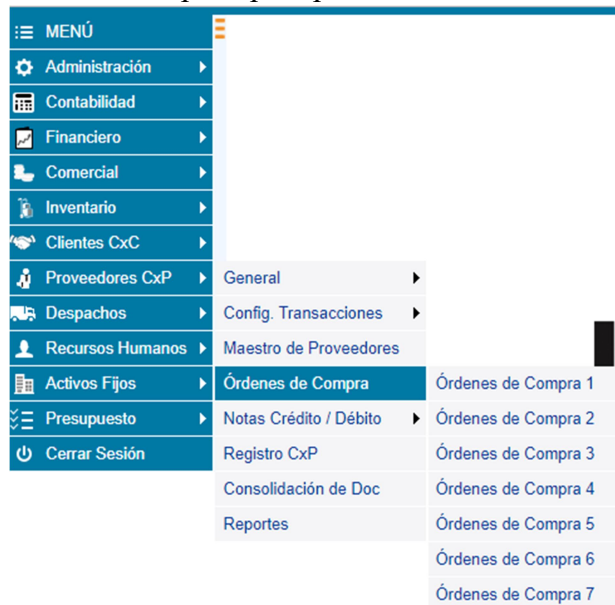 MENÚ
Administración
Contabilidad
Financiero
Comercial
Inventario
Clientes CxC
Proveedores CxP
Despachos
Recursos Humanos
Activos Fijos
Presupuesto
Cerrar Sesión
General
Config. Transacciones
Maestro de Proveedores
Órdenes de Compra
Notas Crédito / Débito
Registro CxP
Consolidación de Doc
Reportes
Órdenes de Compra 1
Órdenes de Compra 2
Órdenes de Compra 3
Órdenes de Compra 4
Órdenes de Compra 5
Órdenes de Compra 6
Órdenes de Compra 7